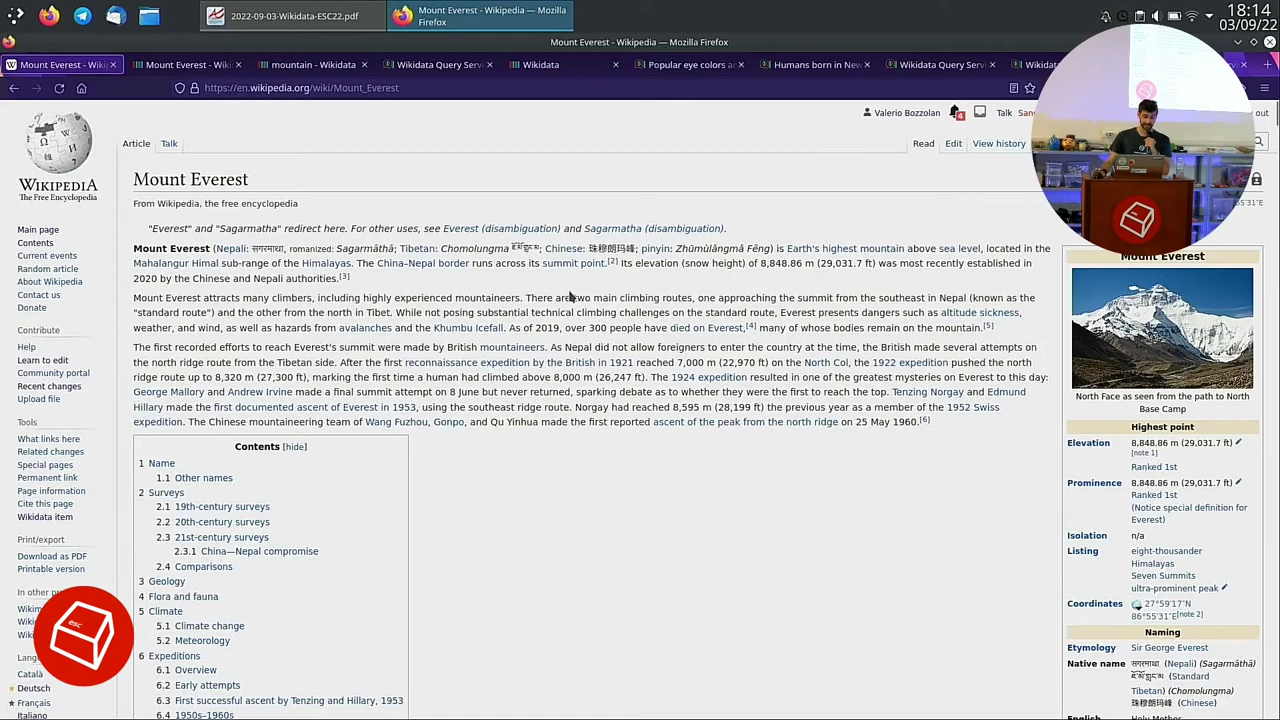 2022-09-03-Wikidata-ESC22.pdf
Mount Everest - Wikipedia — Mozilla
Firefox
18:14
03/09/22
Mount Everest - Wikipedia — Mozilla Firefox
Mount Everest - Wiki
Mount Everest - Wiki
mountain - Wikidata
Wikidata Query Serv
Wikidata
Popular eye colors a
Humans born in New
Wikidata Query Servi
Wikid
https://en.wikipedia.org/wiki/Mount_Everest
Valerio Bozzolan
4
Talk
San
out
WIKIPEDIA
The Free Encyclopedia
Article
Talk
Read
Edit
View history
Mount Everest
35′31″E
From Wikipedia, the free encyclopedia
"Everest" and "Sagarmatha" redirect here. For other uses, see Everest (disambiguation) and Sagarmatha (disambiguation).
Mount Everest (Nepali: सगरमाथा, romanized: Sagarmāthā; Tibetan: Chomolungma ཇོ་མོ་གླང་མ; Chinese: 珠穆朗玛峰; pinyin: Zhūmùlǎngmǎ Fēng) is Earth's highest mountain above sea level, located in the
Mahalangur Himal sub-range of the Himalayas. The China–Nepal border runs across its summit point.[2] Its elevation (snow height) of 8,848.86 m (29,031.7 ft) was most recently established in
2020 by the Chinese and Nepali authorities.[3]
Mount Everest attracts many climbers, including highly experienced mountaineers. There are two main climbing routes, one approaching the summit from the southeast in Nepal (known as the
"standard route") and the other from the north in Tibet. While not posing substantial technical climbing challenges on the standard route, Everest presents dangers such as altitude sickness,
weather, and wind, as well as hazards from avalanches and the Khumbu Icefall. As of 2019, over 300 people have died on Everest,[4] many of whose bodies remain on the mountain.[5]
The first recorded efforts to reach Everest's summit were made by British mountaineers. As Nepal did not allow foreigners to enter the country at the time, the British made several attempts on
the north ridge route from the Tibetan side. After the first reconnaissance expedition by the British in 1921 reached 7,000 m (22,970 ft) on the North Col, the 1922 expedition pushed the
north ridge route up to 8,320 m (27,300 ft), marking the first time a human had climbed above 8,000 m (26,247 ft). The 1924 expedition resulted in one of the greatest mysteries on Everest to this day:
George Mallory and Andrew Irvine made a final summit attempt on 8 June but never returned, sparking debate as to whether they were the first to reach the top. Tenzing Norgay and Edmund
Hillary made the first documented ascent of Everest in 1953, using the southeast ridge route. Norgay had reached 8,595 m (28,199 ft) the previous year as a member of the 1952 Swiss
expedition. The Chinese mountaineering team of Wang Fuzhou, Gonpo, and Qu Yinhua made the first reported ascent of the peak from the north ridge on 25 May 1960.[6]
Contents [hide]
1 Name
1.1 Other names
2 Surveys
2.1 19th-century surveys
2.2 20th-century surveys
2.3 21st-century surveys
2.3.1 China—Nepal compromise
2.4 Comparisons
3 Geology
4 Flora and fauna
5 Climate
5.1 Climate change
5.2 Meteorology
6 Expeditions
6.1 Overview
6.2 Early attempts
6.3 First successful ascent by Tenzing and Hillary, 1953
6.4 1950s–1960s
Main page
Contents
Current events
Random article
About Wikipedia
Contact us
Donate
Contribute
Help
Learn to edit
Community portal
Recent changes
Upload file
Tools
What links here
Related changes
Special pages
Permanent link
Page information
Cite this page
Wikidata item
Print/export
Download as PDF
Printable version
In other pro
Wikim
Wiki
Wiki
Langu
Català
Deutsch
Français
Italiano
esc
Mount Everest
North Face as seen from the path to North
Base Camp
Highest point
Elevation 8,848.86 m (29,031.7 ft)
[note 1]
Ranked 1st
Prominence 8,848.86 m (29,031.7 ft)
Ranked 1st
(Notice special definition for
Everest)
Isolation n/a
Listing eight-thousander
Himalayas
Seven Summits
ultra-prominent peak
Coordinates 27°59′17″N
86°55′31″E[note 2]
Naming
Etymology Sir George Everest
Native name सगरमाथा (Nepali) (Sagarmāthā)
ཇོ་མོ་གླང་མ (Standard
Tibetan) (Chomolungma)
珠穆朗玛峰 (Chinese)
English Holy Mother